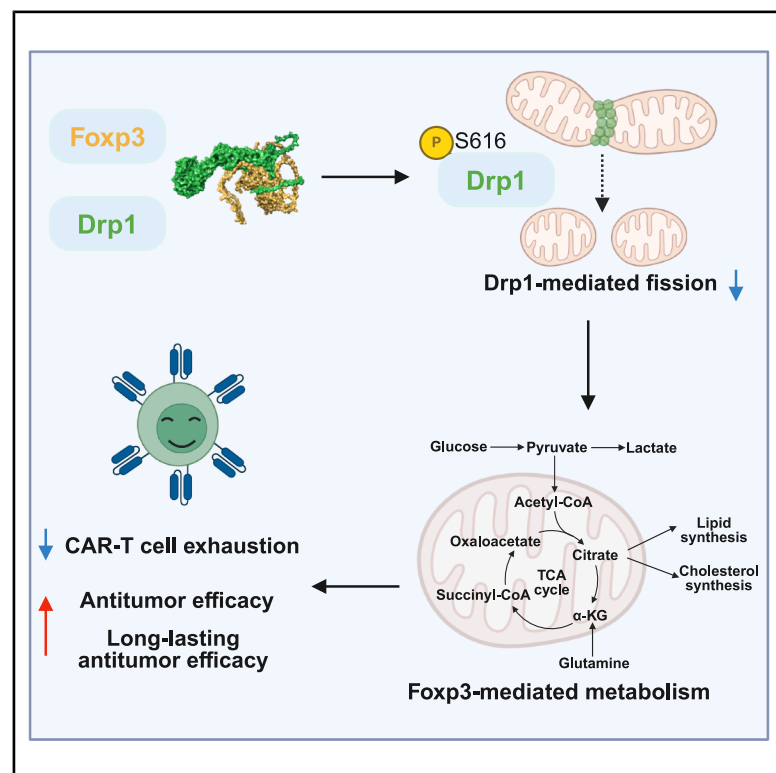 Foxp3
Drp1
P
S616
Drp1
Drp1-mediated fission
Glucose
Pyruvate
Lactate
Acetyl-CoA
Oxaloacetate
Citrate
TCA
cycle
Succinyl-CoA
α-KG
Glutamine
Lipid
synthesis
Cholesterol
synthesis
Foxp3-mediated metabolism
CAR-T cell exhaustion
Antitumor efficacy
Long-lasting
antitumor efficacy